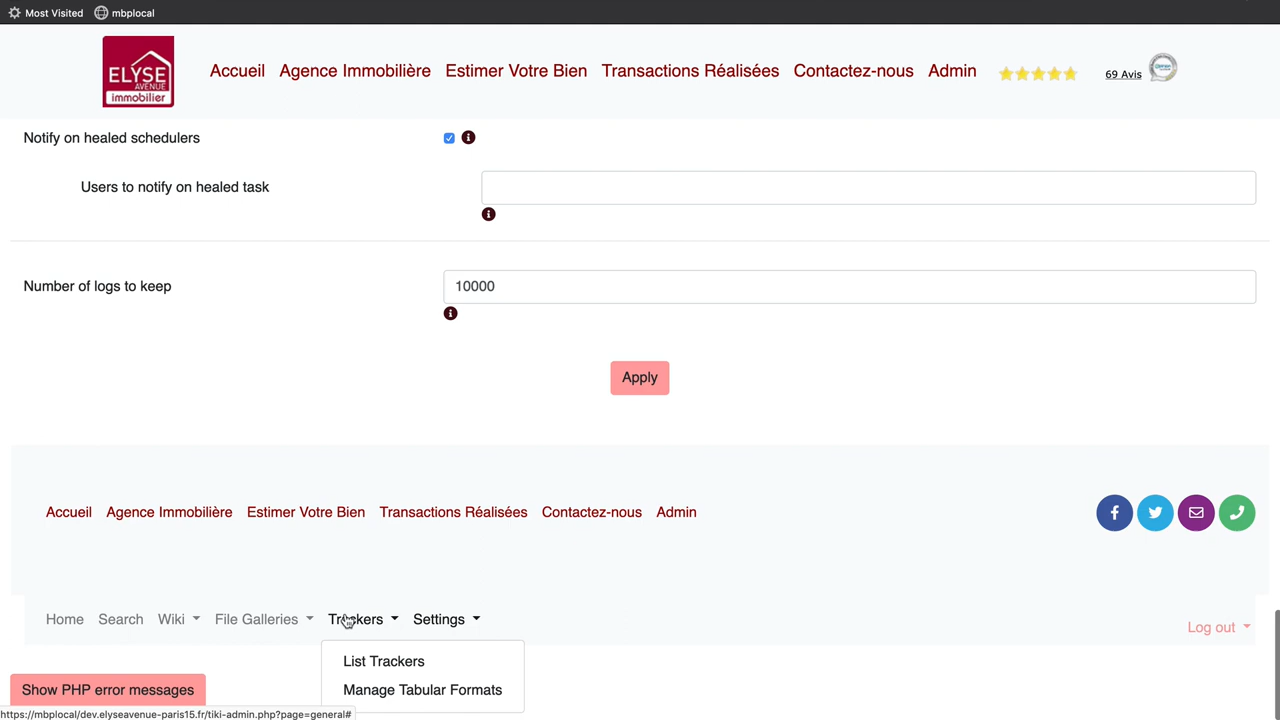 Most Visited mbplocal
ELYSE
AVENUE
immobilier
Accueil Agence Immobilière Estimer Votre Bien Transactions Réalisées Contactez-nous Admin 69 Avis
Notify on healed schedulers
Users to notify on healed task
Number of logs to keep 10000
Apply
Accueil Agence Immobilière Estimer Votre Bien Transactions Réalisées Contactez-nous Admin
Home Search Wiki File Galleries Trackers Settings Log out
List Trackers
Manage Tabular Formats
Show PHP error messages
https://mbplocal/dev.elyseavenue-paris15.fr/tiki-admin.php?page=general#